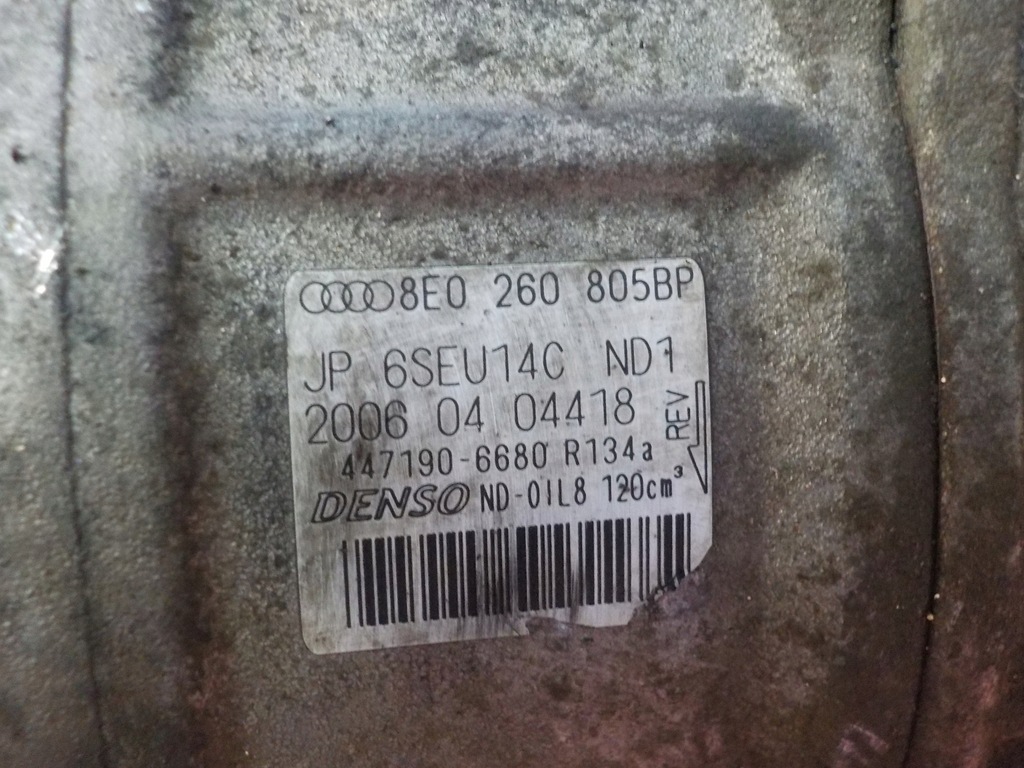 8E0 260 805BP
JP 6SEU14C ND1
2006 04 04418
REV
447190-6680 R134a
DENSO ND-OIL8 120cm³